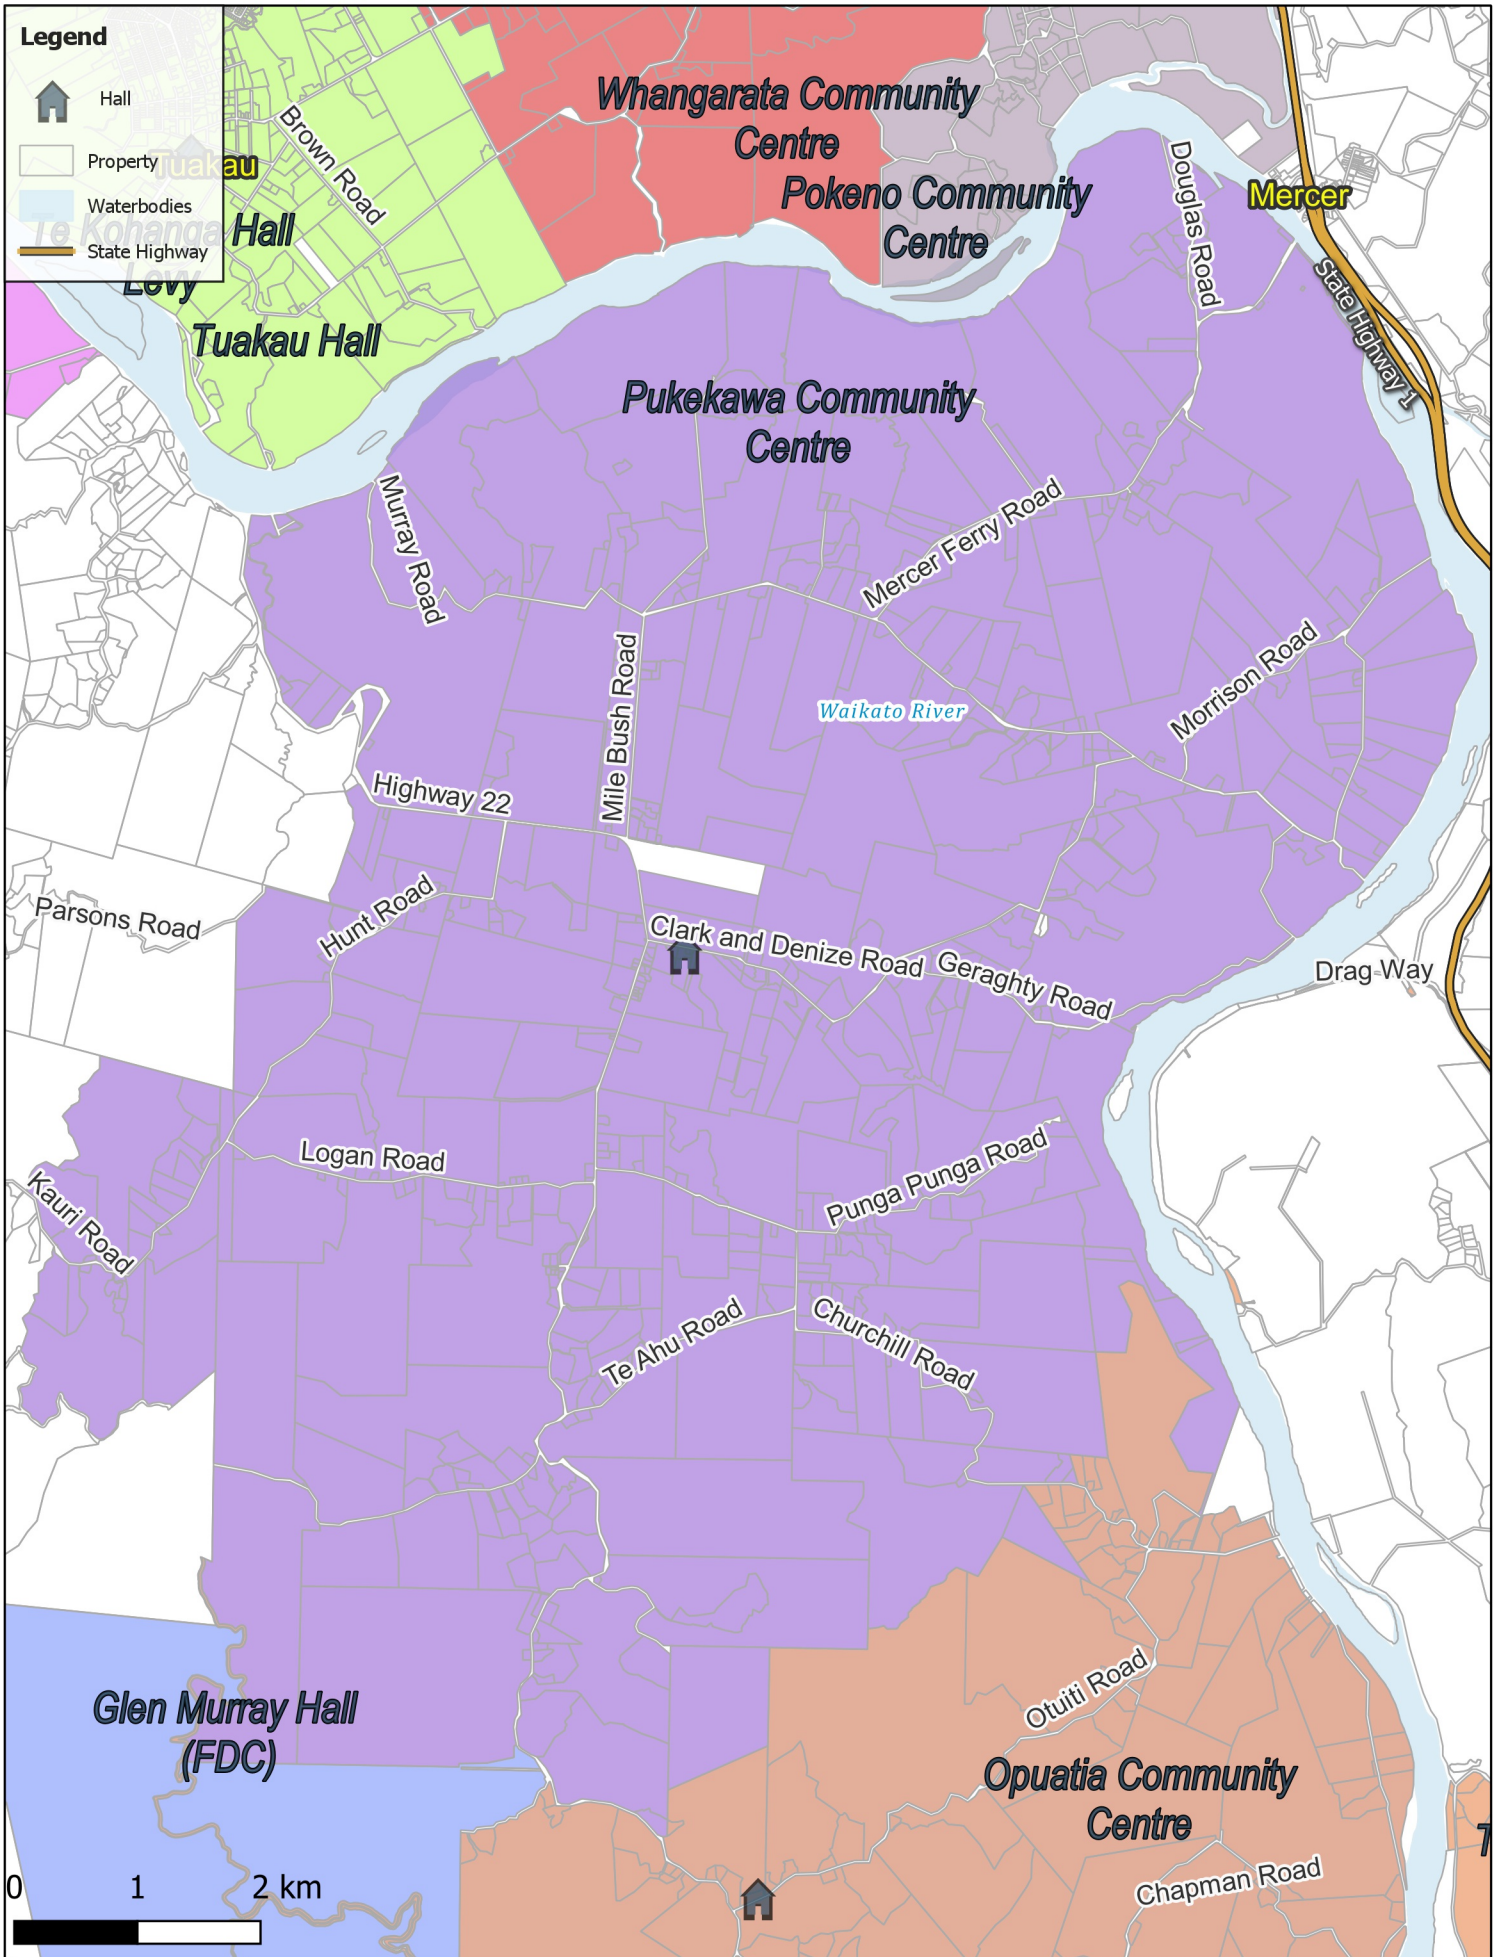 Legend
Hall
Property
Waterbodies
State Highway
Tuakau
Te Kohanga Hall
Levy
Tuakau Hall
Brown Road
Whangarata Community
Centre
Pokeno Community
Centre
Douglas Road
Mercer
State Highway 1
Pukekawa Community
Centre
Murray Road
Mercer Ferry Road
Mile Bush Road
Morrison Road
Waikato River
Highway 22
Hunt Road
Parsons Road
Clark and Denize Road
Geraghty Road
Drag Way
Logan Road
Punga Punga Road
Kauri Road
Te Ahu Road
Churchill Road
Otuiti Road
Glen Murray Hall
(FDC)
Opuatia Community
Centre
Chapman Road
0 1 2 km